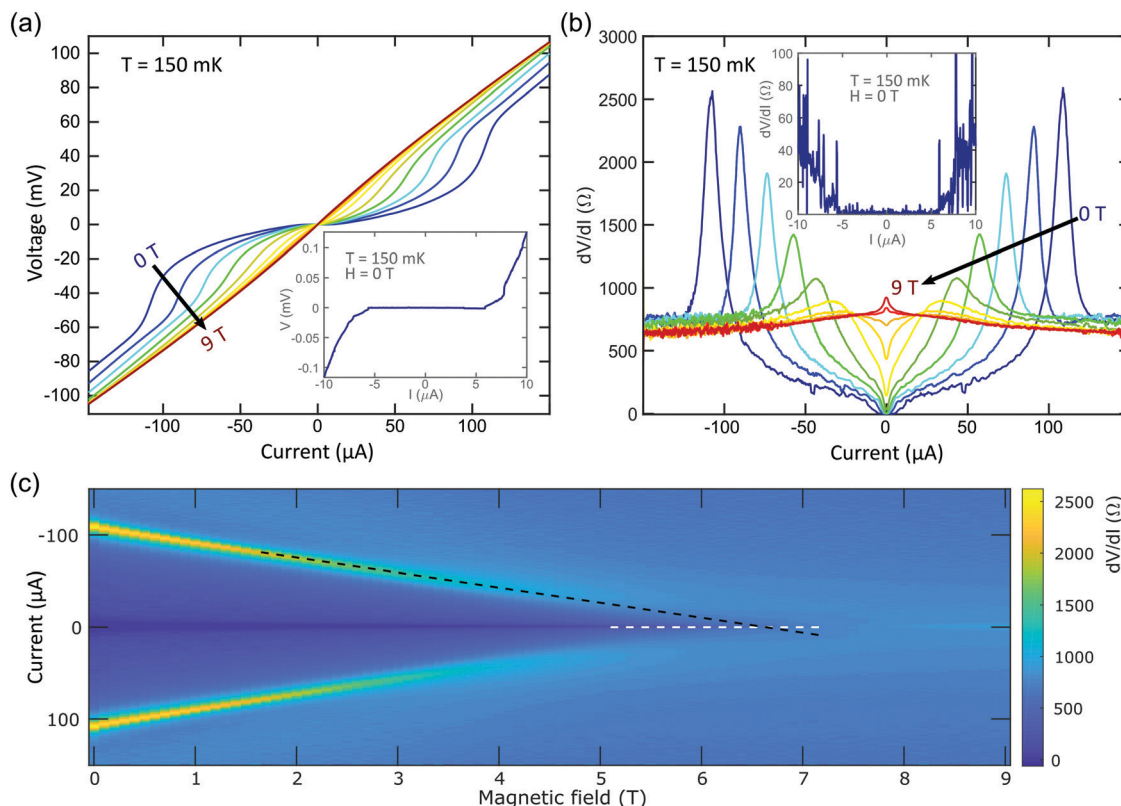 (a)
100
80
60
40
20
0
-20
-40
-60
-80
-100
Voltage (mV)
T = 150 mK
0 T
9 T
0.1
0.05
0
-0.05
-0.1
V (mV)
T = 150 mK
H = 0 T
-10 -5 0 5 10
I (μA)
-100 -50 0 50 100
Current (μA)
(b)
3000
2500
2000
1500
1000
500
0
dV/dI (Ω)
T = 150 mK
100
80
60
40
20
0
dV/dI (Ω)
T = 150 mK
H = 0 T
-10 -5 0 5 10
I (μA)
0 T
9 T
-100 -50 0 50 100
Current (μA)
(c)
-100
0
100
Current (μA)
0 1 2 3 4 5 6 7 8 9
Magnetic field (T)
2500
2000
1500
1000
500
0
dV/dI (Ω)